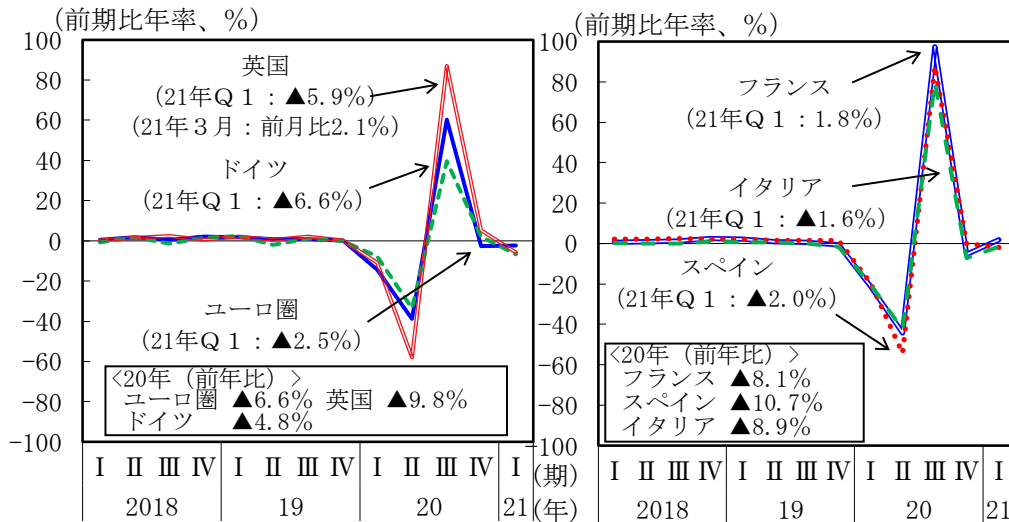 (前期比年率、%)
100
80
60
40
20
0
-20
-40
-60
-80
-100
英国
(21年Q1:▲5.9%)
(21年3月:前月比2.1%)
ドイツ
(21年Q1:▲6.6%)
ユーロ圏
(21年Q1:▲2.5%)
<20年(前年比)>
ユーロ圏 ▲6.6% 英国 ▲9.8%
ドイツ ▲4.8%
Ⅰ Ⅱ Ⅲ Ⅳ Ⅰ Ⅱ Ⅲ Ⅳ Ⅰ Ⅱ Ⅲ Ⅳ Ⅰ (期)
2018 19 20 21 (年)
(前期比年率、%)
100
80
60
40
20
0
-20
-40
-60
-80
-100
フランス
(21年Q1:1.8%)
イタリア
(21年Q1:▲1.6%)
スペイン
(21年Q1:▲2.0%)
<20年(前年比)>
フランス ▲8.1%
スペイン ▲10.7%
イタリア ▲8.9%
Ⅰ Ⅱ Ⅲ Ⅳ Ⅰ Ⅱ Ⅲ Ⅳ Ⅰ Ⅱ Ⅲ Ⅳ Ⅰ
2018 19 20 21